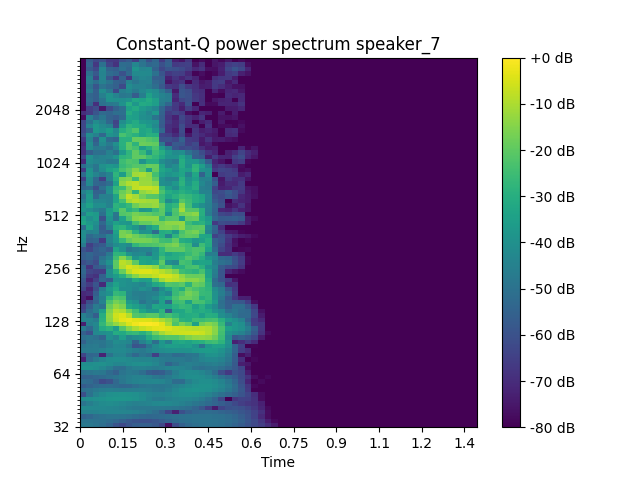 Constant-Q power spectrum speaker_7
Hz
2048
1024
512
256
128
64
32
0 0.15 0.3 0.45 0.6 0.75 0.9 1.1 1.2 1.4
Time
+0 dB
-10 dB
-20 dB
-30 dB
-40 dB
-50 dB
-60 dB
-70 dB
-80 dB